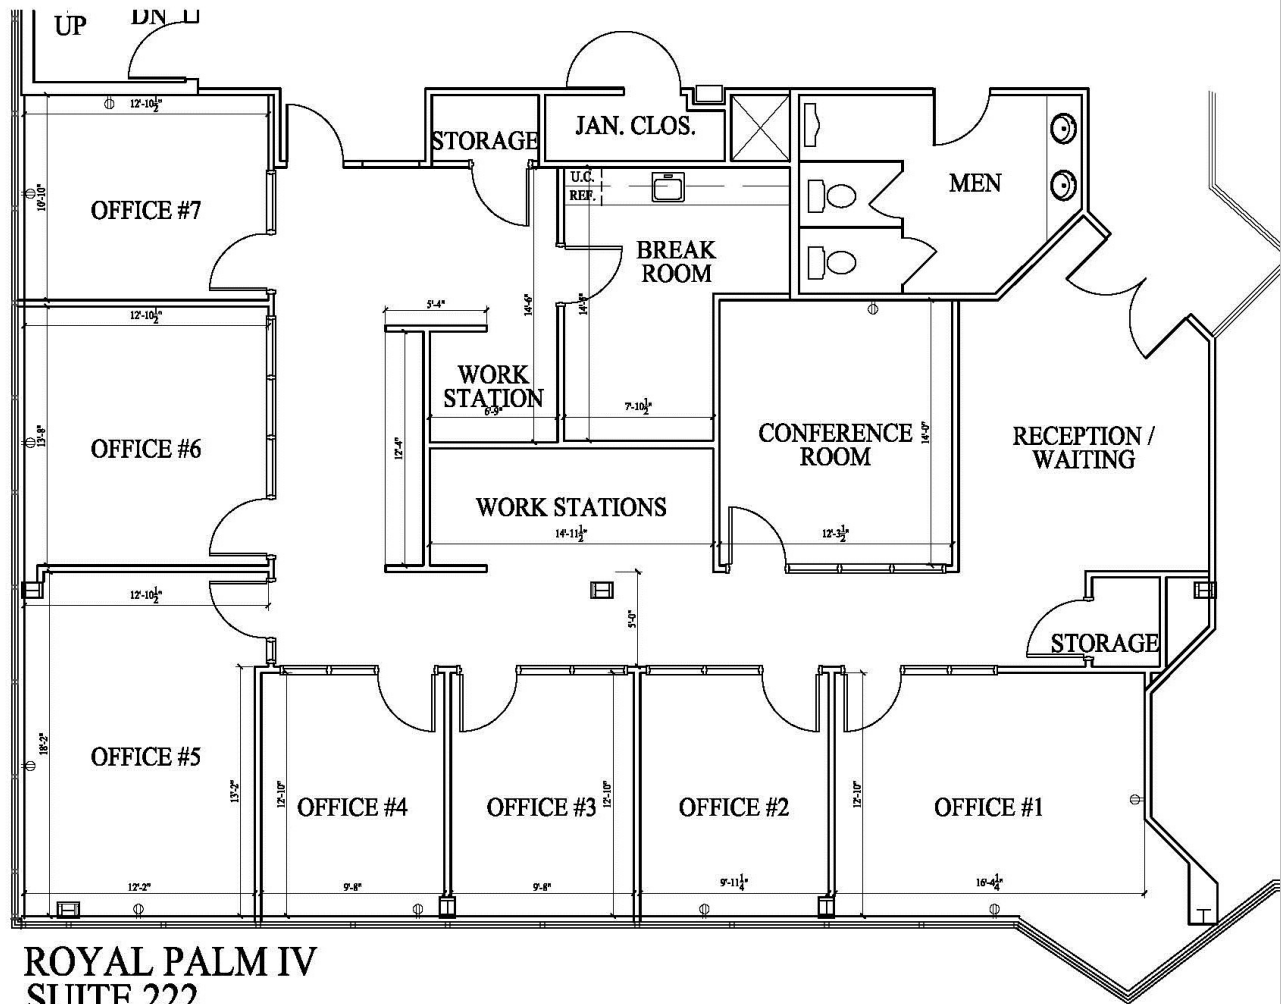 UP
DN
12'-10½"
STORAGE
JAN. CLOS.
U.C.
REF.
MEN
10'-10"
OFFICE #7
BREAK
ROOM
12'-10½"
5'-4"
14'-6"
WORK
STATION
6'-9"
7'-10½"
13'-8"
OFFICE #6
12'-4"
CONFERENCE
ROOM
14'-0"
RECEPTION /
WAITING
WORK STATIONS
14'-11½"
12'-3½"
12'-10½"
5'-0"
STORAGE
18'-2"
OFFICE #5
13'-2"
12'-10"
OFFICE #4
OFFICE #3
12'-10"
OFFICE #2
12'-10"
OFFICE #1
12'-2"
9'-8"
9'-8"
9'-11¼"
16'-4¼"
ROYAL PALM IV
SUITE 222